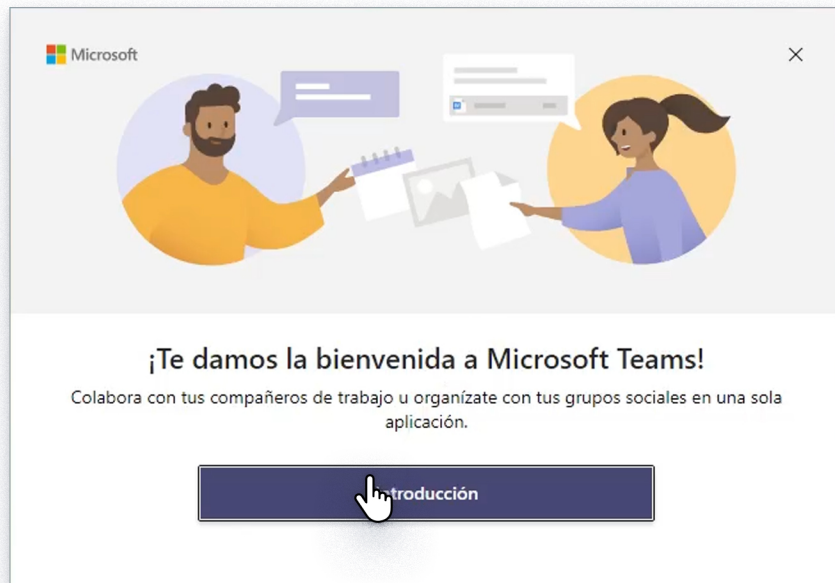 Microsoft
¡Te damos la bienvenida a Microsoft Teams!
Colabora con tus compañeros de trabajo u organízate con tus grupos sociales en una sola
aplicación.
Introducción